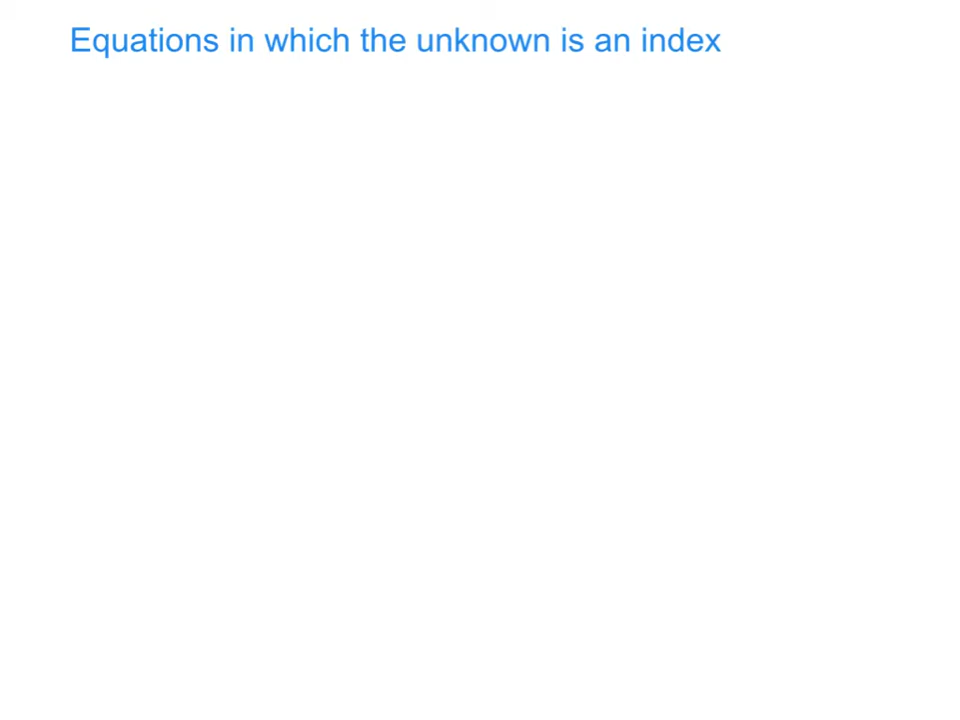 Equations in which the unknown is an index